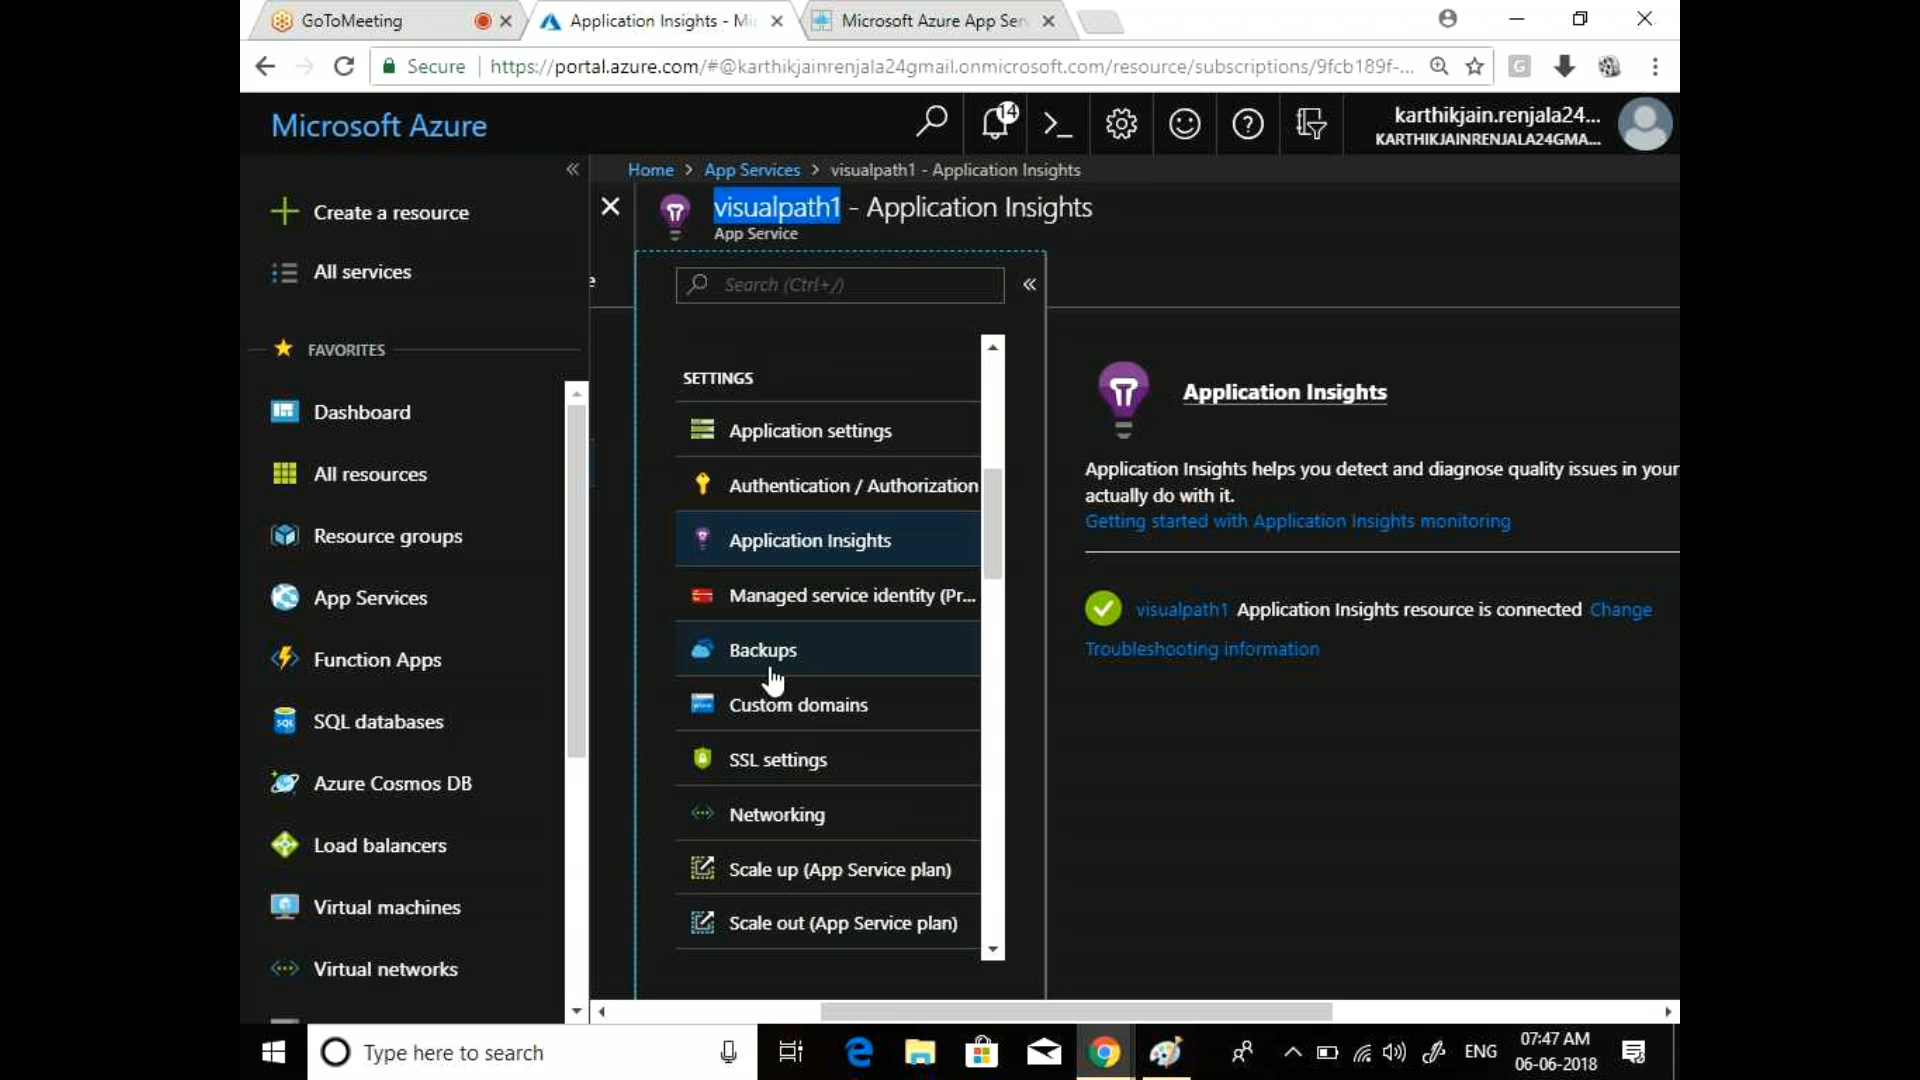 GoToMeeting
Application Insights - Mi
Microsoft Azure App Ser
Secure
https://portal.azure.com/#@karthikjainrenjala24gmail.onmicrosoft.com/resource/subscriptions/9fcb189f-...
G
Microsoft Azure
14
karthikjain.renjala24...
KARTHIKJAINRENJALA24GMA...
Home > App Services > visualpath1 - Application Insights
Create a resource
All services
FAVORITES
Dashboard
All resources
Resource groups
App Services
Function Apps
SQL databases
Azure Cosmos DB
Load balancers
Virtual machines
Virtual networks
e
visualpath1 - Application Insights
App Service
Search (Ctrl+/)
SETTINGS
Application settings
Authentication / Authorization
Application Insights
Managed service identity (Pr...
Backups
Custom domains
SSL settings
Networking
Scale up (App Service plan)
Scale out (App Service plan)
Application Insights
Application Insights helps you detect and diagnose quality issues in your
actually do with it.
Getting started with Application Insights monitoring
visualpath1 Application Insights resource is connected Change
Troubleshooting information
Type here to search
ENG
07:47 AM
06-06-2018